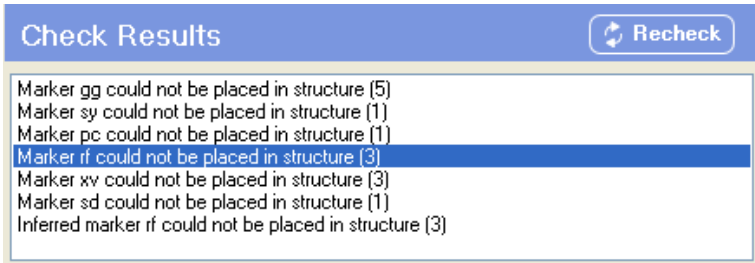 Check Results
Recheck
Marker gg could not be placed in structure (5)
Marker sy could not be placed in structure (1)
Marker pc could not be placed in structure (1)
Marker rf could not be placed in structure (3)
Marker xv could not be placed in structure (3)
Marker sd could not be placed in structure (1)
Inferred marker rf could not be placed in structure (3)